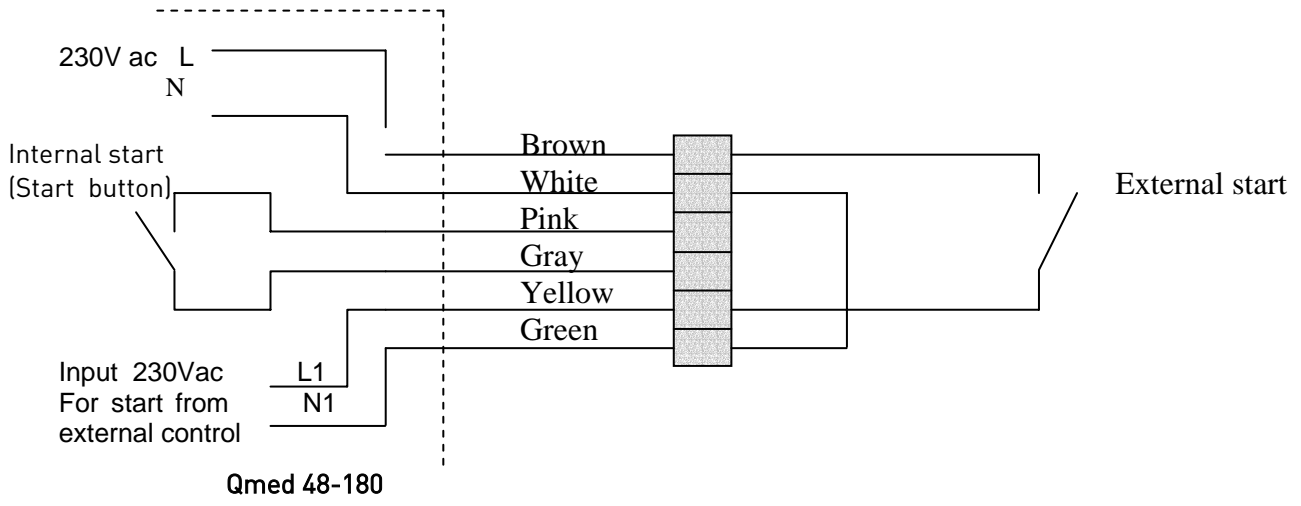 230V ac L
N
Internal start
(Start button)
Brown
White
Pink
Gray
Yellow
Green
External start
Input 230Vac L1
For start from N1
external control
Qmed 48-180